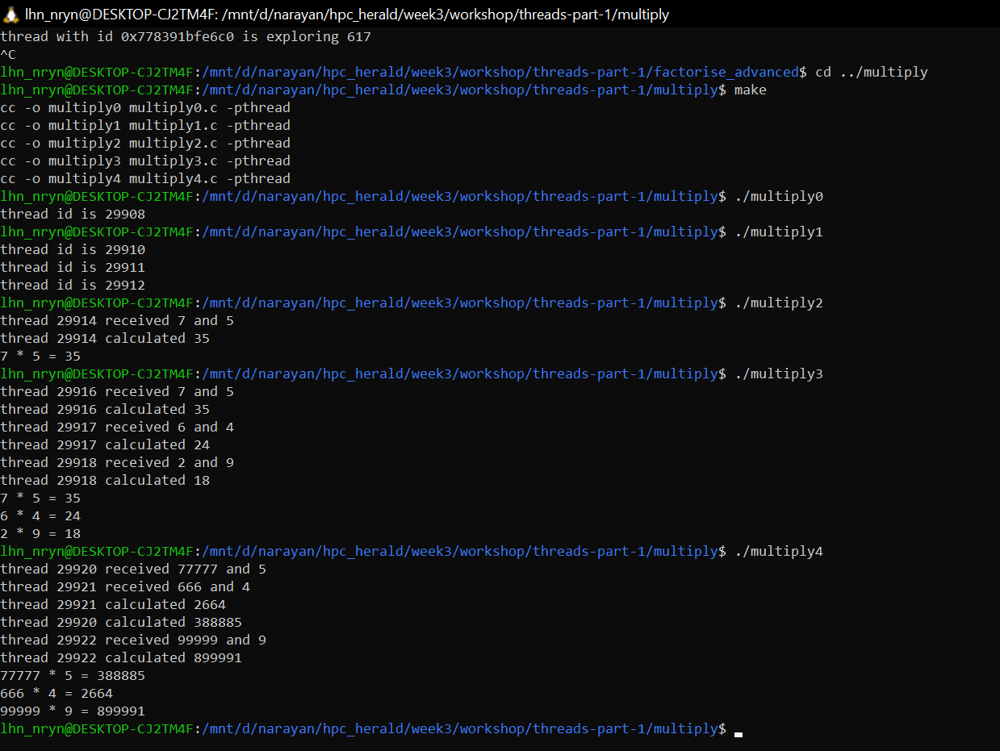 lhn_nryn@DESKTOP-CJ2TM4F: /mnt/d/narayan/hpc_herald/week3/workshop/threads-part-1/multiply
thread with id 0x778391bfe6c0 is exploring 617
^C
lhn_nryn@DESKTOP-CJ2TM4F:/mnt/d/narayan/hpc_herald/week3/workshop/threads-part-1/factorise_advanced$ cd ../multiply
lhn_nryn@DESKTOP-CJ2TM4F:/mnt/d/narayan/hpc_herald/week3/workshop/threads-part-1/multiply$ make
cc -o multiply0 multiply0.c -pthread
cc -o multiply1 multiply1.c -pthread
cc -o multiply2 multiply2.c -pthread
cc -o multiply3 multiply3.c -pthread
cc -o multiply4 multiply4.c -pthread
lhn_nryn@DESKTOP-CJ2TM4F:/mnt/d/narayan/hpc_herald/week3/workshop/threads-part-1/multiply$ ./multiply0
thread id is 29908
lhn_nryn@DESKTOP-CJ2TM4F:/mnt/d/narayan/hpc_herald/week3/workshop/threads-part-1/multiply$ ./multiply1
thread id is 29910
thread id is 29911
thread id is 29912
lhn_nryn@DESKTOP-CJ2TM4F:/mnt/d/narayan/hpc_herald/week3/workshop/threads-part-1/multiply$ ./multiply2
thread 29914 received 7 and 5
thread 29914 calculated 35
7 * 5 = 35
lhn_nryn@DESKTOP-CJ2TM4F:/mnt/d/narayan/hpc_herald/week3/workshop/threads-part-1/multiply$ ./multiply3
thread 29916 received 7 and 5
thread 29916 calculated 35
thread 29917 received 6 and 4
thread 29917 calculated 24
thread 29918 received 2 and 9
thread 29918 calculated 18
7 * 5 = 35
6 * 4 = 24
2 * 9 = 18
lhn_nryn@DESKTOP-CJ2TM4F:/mnt/d/narayan/hpc_herald/week3/workshop/threads-part-1/multiply$ ./multiply4
thread 29920 received 77777 and 5
thread 29921 received 666 and 4
thread 29921 calculated 2664
thread 29920 calculated 388885
thread 29922 received 99999 and 9
thread 29922 calculated 899991
77777 * 5 = 388885
666 * 4 = 2664
99999 * 9 = 899991
lhn_nryn@DESKTOP-CJ2TM4F:/mnt/d/narayan/hpc_herald/week3/workshop/threads-part-1/multiply$